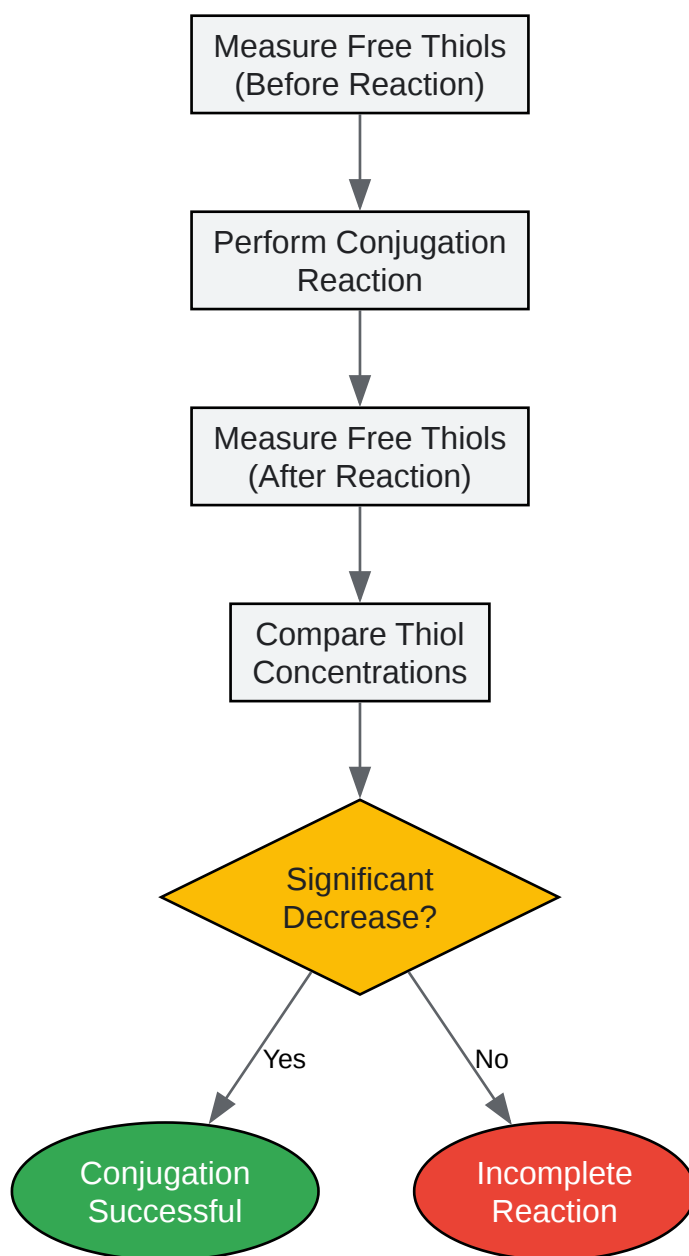 Measure Free Thiols
(Before Reaction)
Perform Conjugation
Reaction
Measure Free Thiols
(After Reaction)
Compare Thiol
Concentrations
Significant
Decrease?
Yes
No
Conjugation
Successful
Incomplete
Reaction